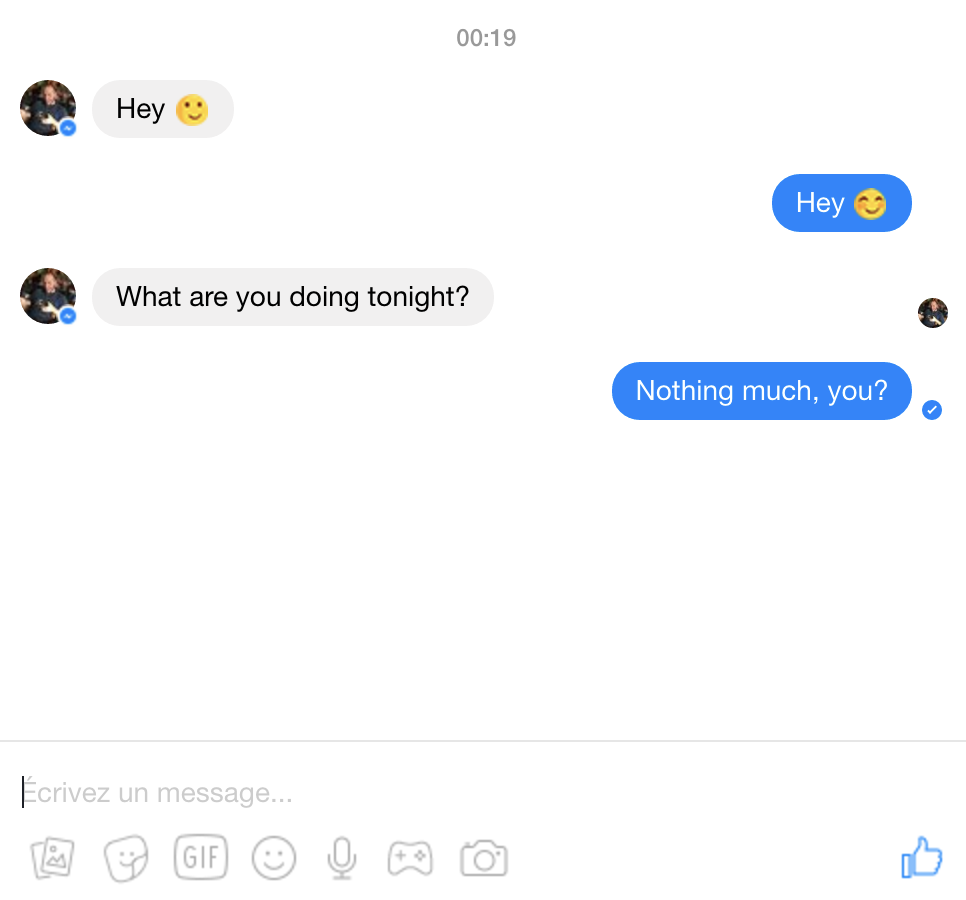 00:19
Hey 🙂
Hey 😊
What are you doing tonight?
Nothing much, you?
Écrivez un message...
GIF